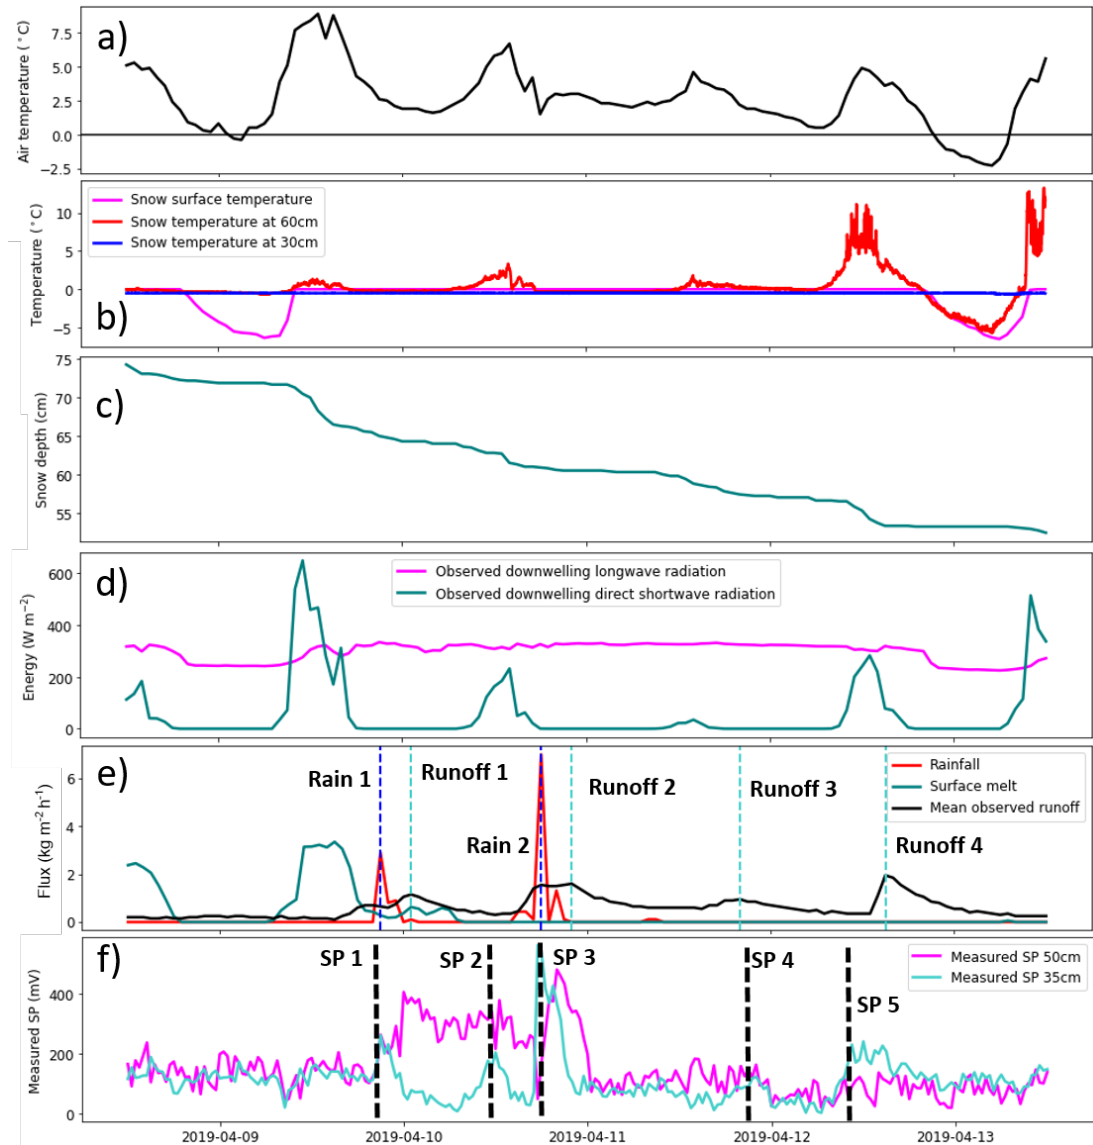 a)
Air temperature (°C)
7.5
5.0
2.5
0.0
−2.5
b)
Temperature (°C)
10
5
0
−5
Snow surface temperature
Snow temperature at 60cm
Snow temperature at 30cm
c)
Snow depth (cm)
75
70
65
60
55
d)
Energy (W m−2)
600
400
200
0
Observed downwelling longwave radiation
Observed downwelling direct shortwave radiation
e)
Flux (kg m−2 h−1)
6
4
2
0
Rain 1
Runoff 1
Rain 2
Runoff 2
Runoff 3
Runoff 4
Rainfall
Surface melt
Mean observed runoff
f)
Measured SP (mV)
400
200
0
SP 1
SP 2
SP 3
SP 4
SP 5
Measured SP 50cm
Measured SP 35cm
2019-04-09
2019-04-10
2019-04-11
2019-04-12
2019-04-13